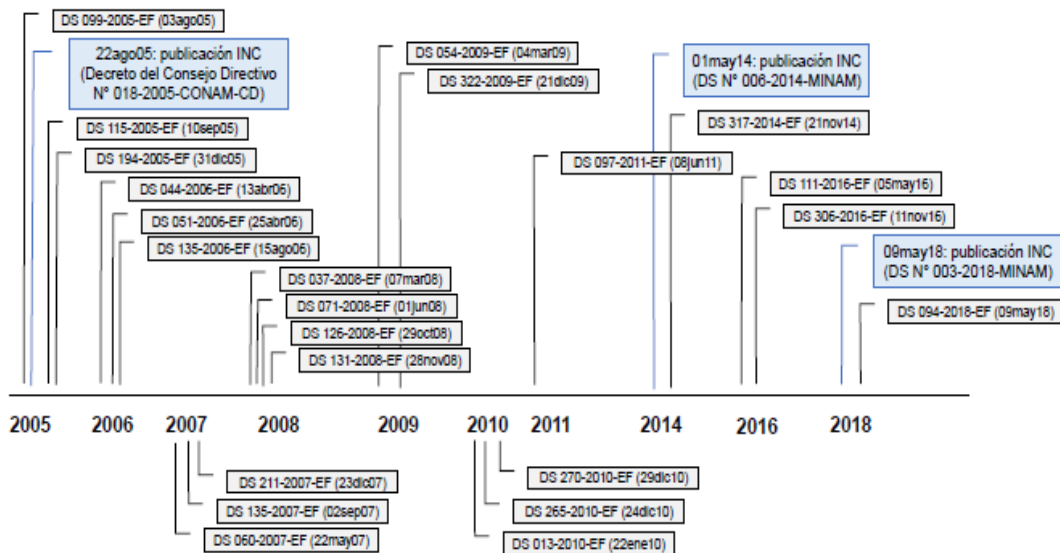 DS 099-2005-EF (03ago05)
22ago05: publicación INC
(Decreto del Consejo Directivo
N° 018-2005-CONAM-CD)
DS 115-2005-EF (10sep05)
DS 194-2005-EF (31dic05)
DS 044-2006-EF (13abr06)
DS 051-2006-EF (25abr06)
DS 135-2006-EF (15ago06)
DS 037-2008-EF (07mar08)
DS 071-2008-EF (01jun08)
DS 126-2008-EF (29oct08)
DS 131-2008-EF (28nov08)
DS 054-2009-EF (04mar09)
DS 322-2009-EF (21dic09)
DS 097-2011-EF (08jun11)
01may14: publicación INC
(DS N° 006-2014-MINAM)
DS 317-2014-EF (21nov14)
DS 111-2016-EF (05may16)
DS 306-2016-EF (11nov16)
09may18: publicación INC
(DS N° 003-2018-MINAM)
DS 094-2018-EF (09may18)
2005 2006 2007 2008 2009 2010 2011 2014 2016 2018
DS 211-2007-EF (23dic07)
DS 135-2007-EF (02sep07)
DS 060-2007-EF (22may07)
DS 270-2010-EF (29dic10)
DS 265-2010-EF (24dic10)
DS 013-2010-EF (22ene10)